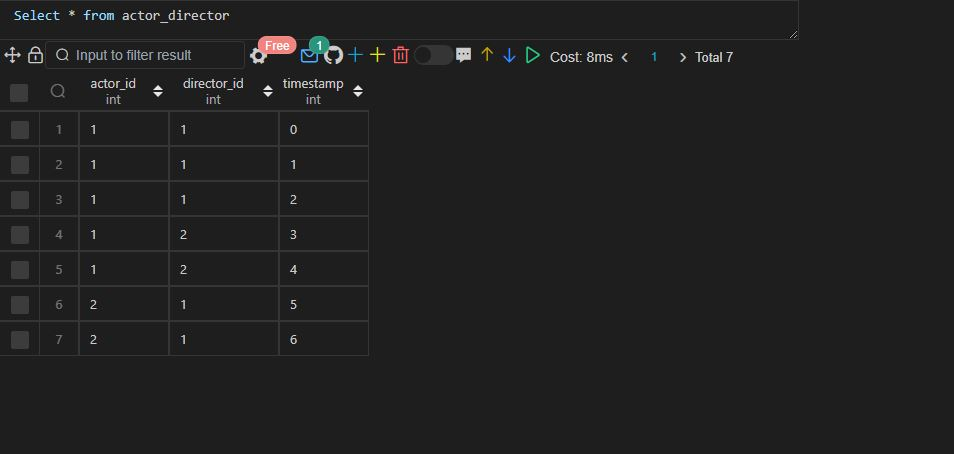 Select * from actor_director
Input to filter result Free 1 Cost: 8ms 1 Total 7
actor_id director_id timestamp
int int int
1 1 1 0
2 1 1 1
3 1 1 2
4 1 2 3
5 1 2 4
6 2 1 5
7 2 1 6